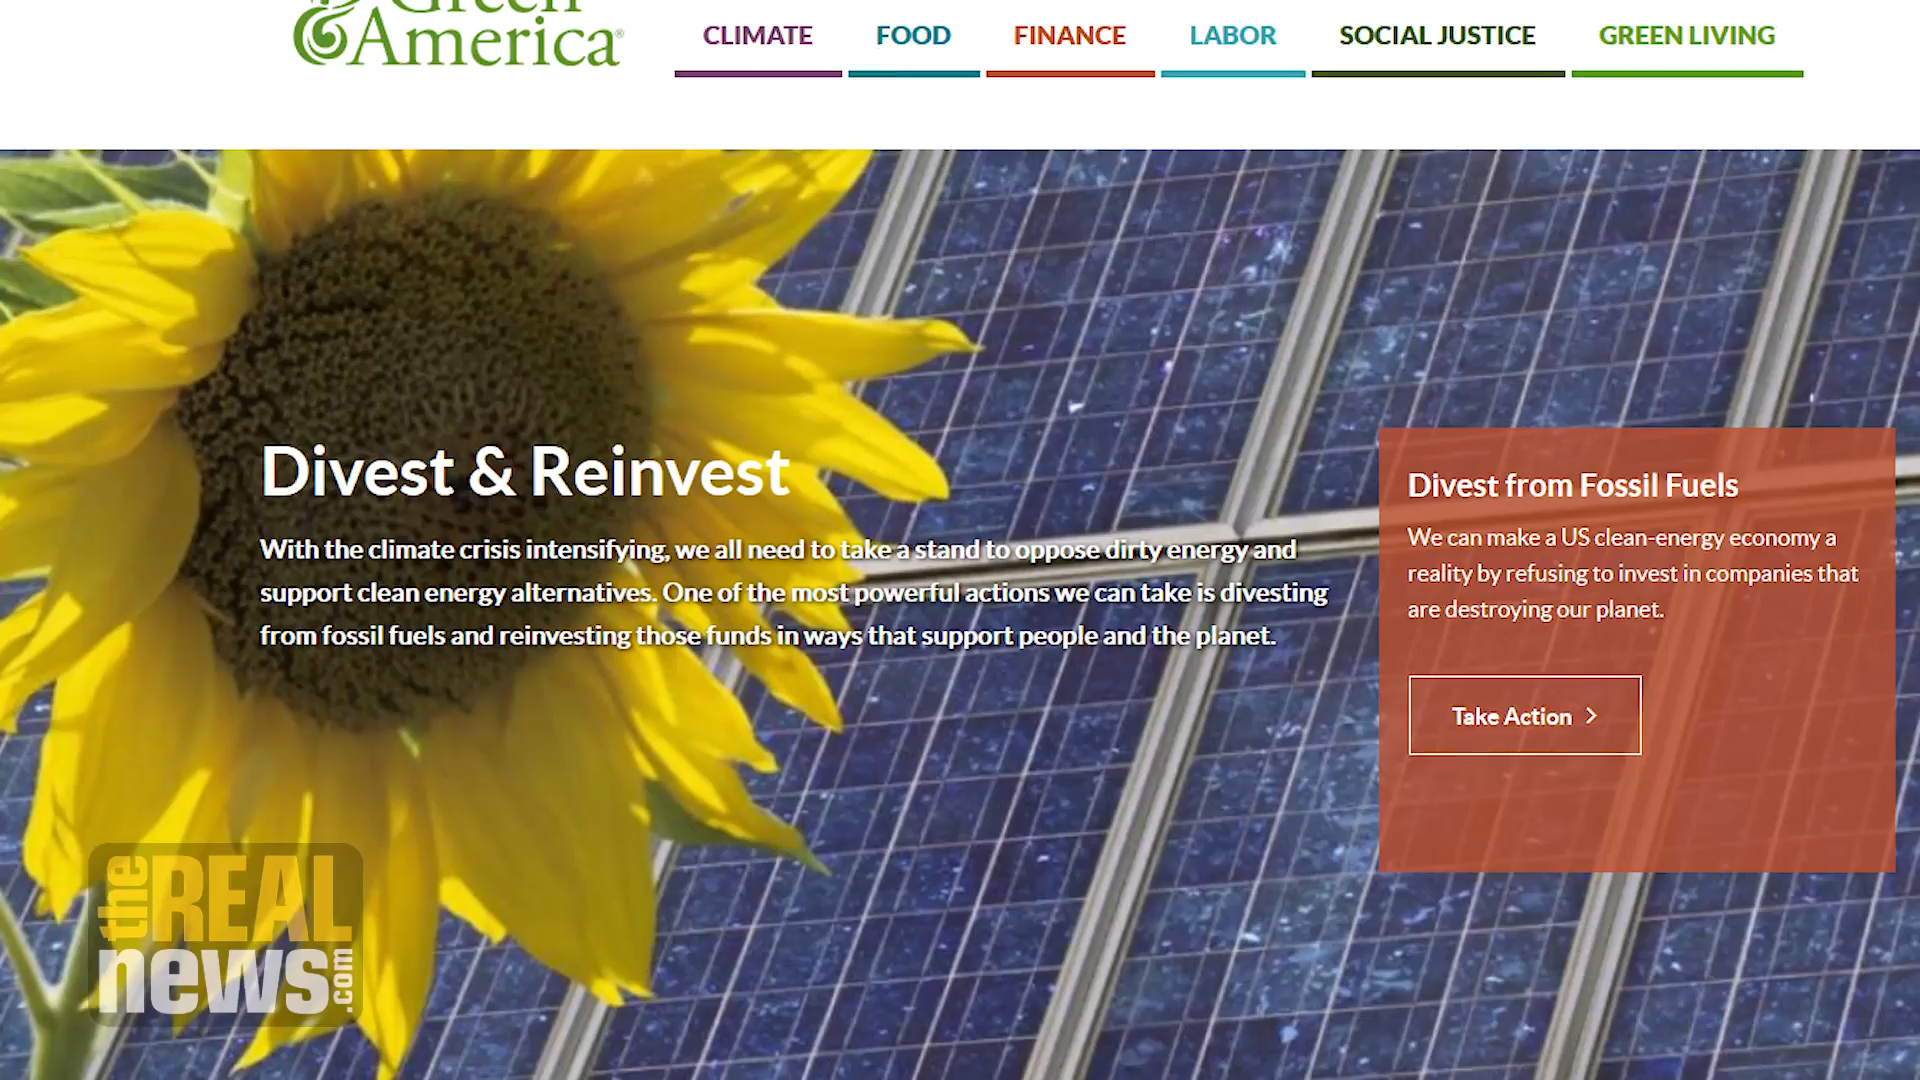 Green
America®
CLIMATE
FOOD
FINANCE
LABOR
SOCIAL JUSTICE
GREEN LIVING
Divest & Reinvest
With the climate crisis intensifying, we all need to take a stand to oppose dirty energy and
support clean energy alternatives. One of the most powerful actions we can take is divesting
from fossil fuels and reinvesting those funds in ways that support people and the planet.
Divest from Fossil Fuels
We can make a US clean-energy economy a
reality by refusing to invest in companies that
are destroying our planet.
Take Action >
the REAL
news.com